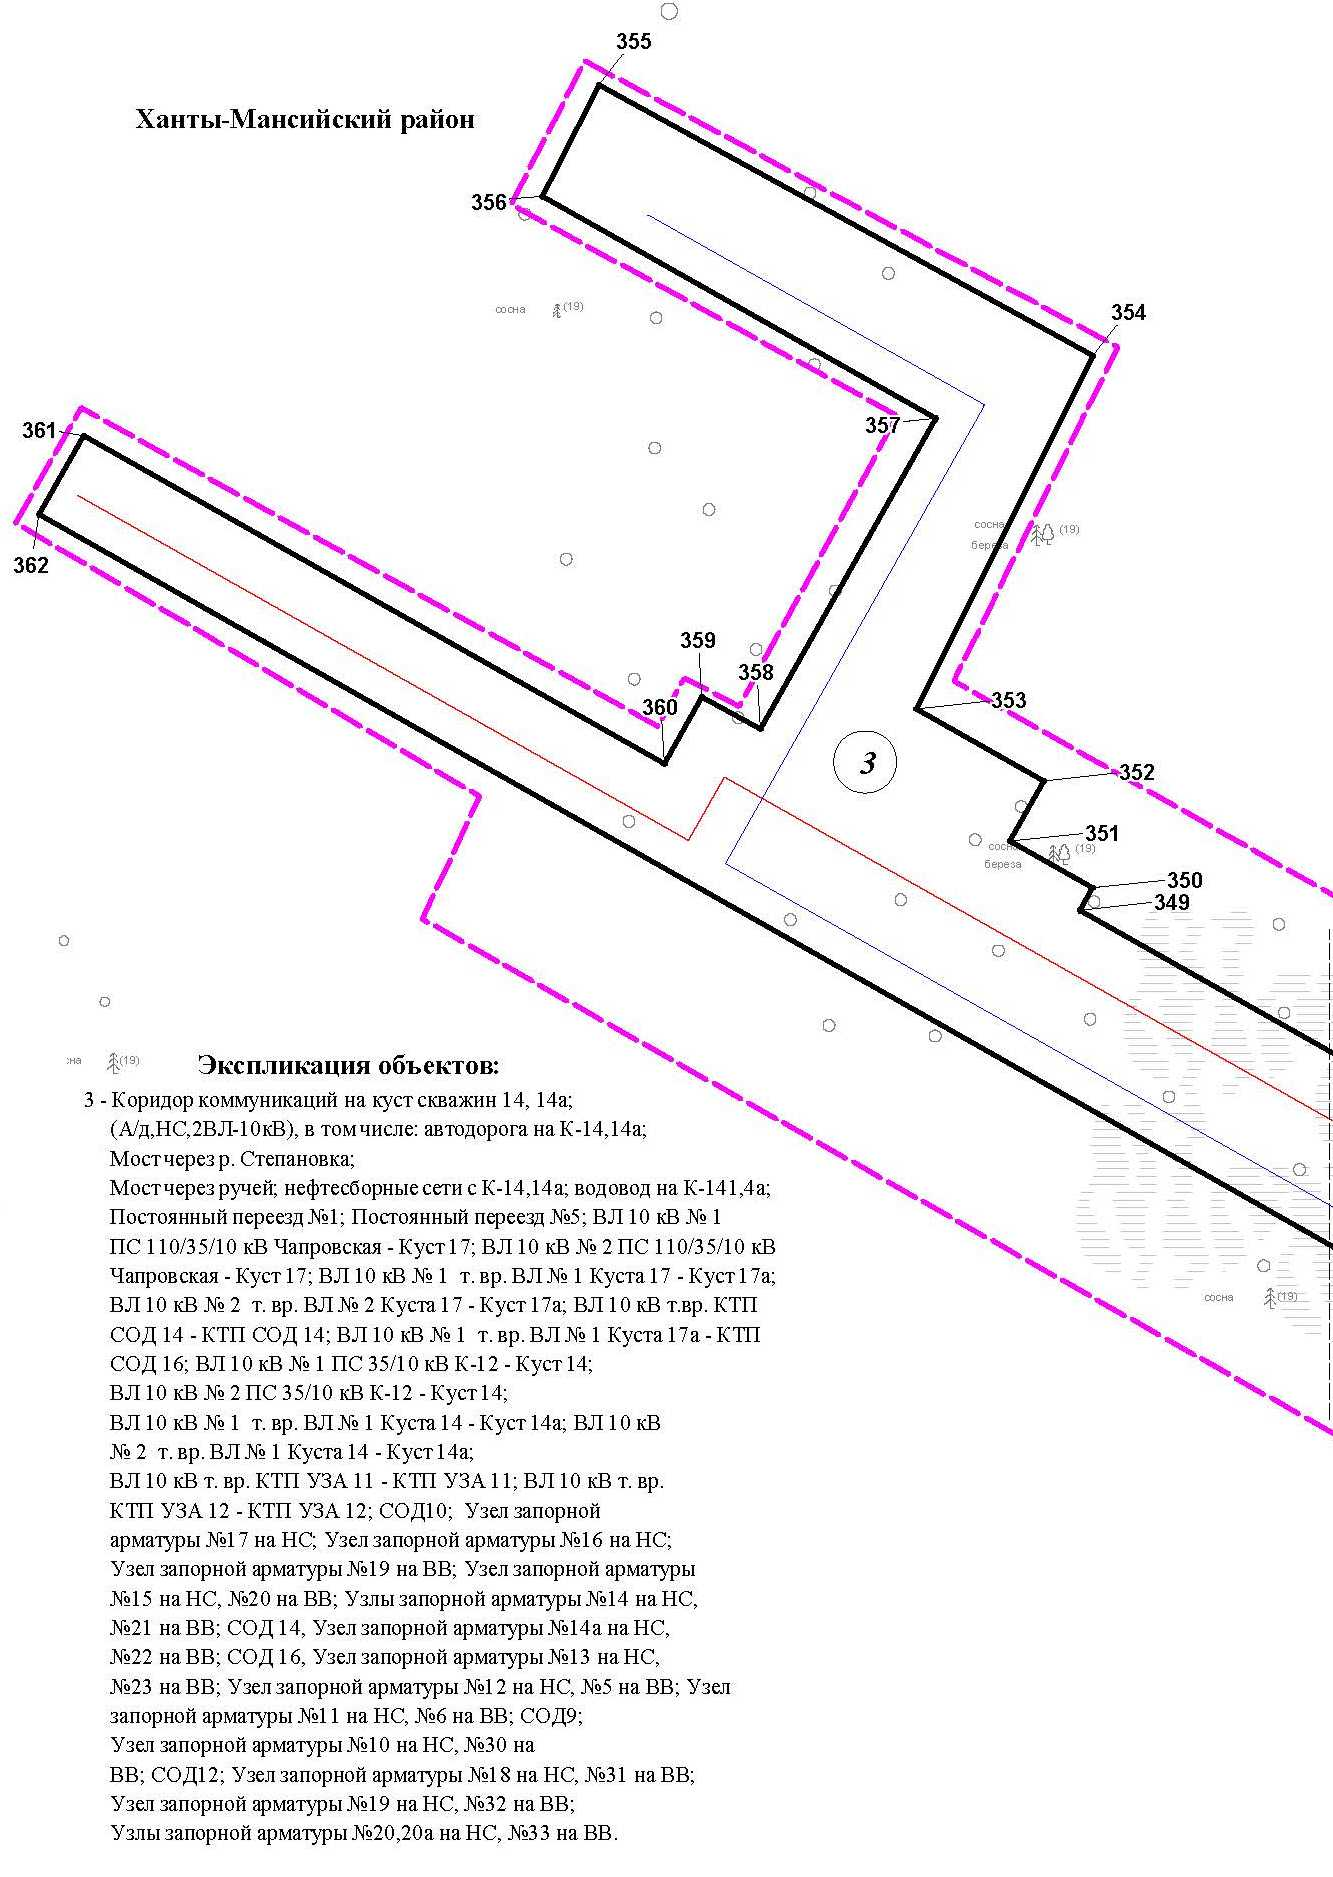 355
Ханты-Мансийский район
356
354
сосна (19)
361
357
сосна (19)
береза
362
359
358
360
353
3
352
351
сосна (19)
береза
350
349
(19)
Экспликация объектов:
3 - Коридор коммуникаций на куст скважин 14, 14а;
(А/д,НС,2ВЛ-10кВ), в том числе: автодорога на К-14,14а;
Мост через р. Степановка;
Мост через ручей; нефтесборные сети с К-14,14а; водовод на К-141,4а;
Постоянный переезд №1; Постоянный переезд №5; ВЛ 10 кВ № 1
ПС 110/35/10 кВ Чапровская - Куст 17; ВЛ 10 кВ № 2 ПС 110/35/10 кВ
Чапровская - Куст 17; ВЛ 10 кВ № 1 т. вр. ВЛ № 1 Куста 17 - Куст 17а;
ВЛ 10 кВ № 2 т. вр. ВЛ № 2 Куста 17 - Куст 17а; ВЛ 10 кВ т.вр. КТП
СОД 14 - КТП СОД 14; ВЛ 10 кВ № 1 т. вр. ВЛ № 1 Куста 17а - КТП
СОД 16; ВЛ 10 кВ № 1 ПС 35/10 кВ К-12 - Куст 14;
ВЛ 10 кВ № 2 ПС 35/10 кВ К-12 - Куст 14;
ВЛ 10 кВ № 1 т. вр. ВЛ № 1 Куста 14 - Куст 14а; ВЛ 10 кВ
№ 2 т. вр. ВЛ № 1 Куста 14 - Куст 14а;
ВЛ 10 кВ т. вр. КТП УЗА 11 - КТП УЗА 11; ВЛ 10 кВ т. вр.
КТП УЗА 12 - КТП УЗА 12; СОД10; Узел запорной
арматуры №17 на НС; Узел запорной арматуры №16 на НС;
Узел запорной арматуры №19 на ВВ; Узел запорной арматуры
№15 на НС, №20 на ВВ; Узлы запорной арматуры №14 на НС,
№21 на ВВ; СОД 14, Узел запорной арматуры №14а на НС,
№22 на ВВ; СОД 16, Узел запорной арматуры №13 на НС,
№23 на ВВ; Узел запорной арматуры №12 на НС, №5 на ВВ; Узел
запорной арматуры №11 на НС, №6 на ВВ; СОД9;
Узел запорной арматуры №10 на НС, №30 на
ВВ; СОД12; Узел запорной арматуры №18 на НС, №31 на ВВ;
Узел запорной арматуры №19 на НС, №32 на ВВ;
Узлы запорной арматуры №20,20а на НС, №33 на ВВ.
сосна (19)